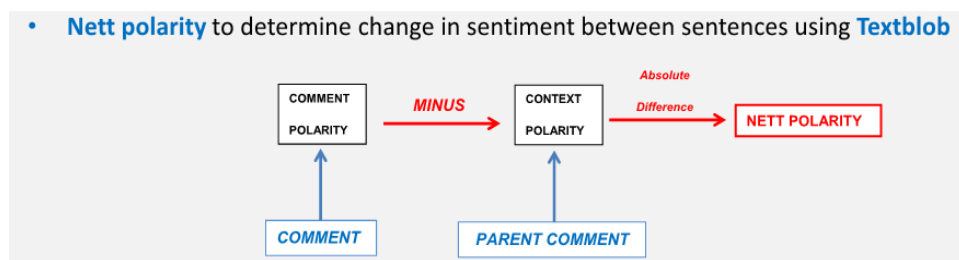 • Nett polarity to determine change in sentiment between sentences using Textblob
Absolute
Difference
COMMENT
POLARITY
MINUS
CONTEXT
POLARITY
NETT POLARITY
COMMENT
PARENT COMMENT